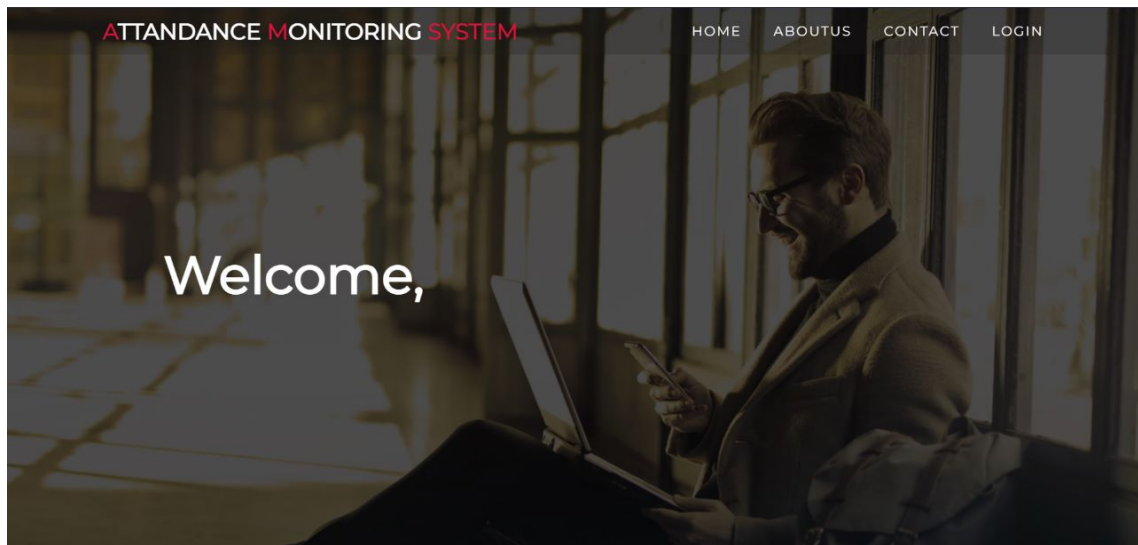 ATTANDANCE MONITORING SYSTEM
HOME ABOUTUS CONTACT LOGIN
Welcome,